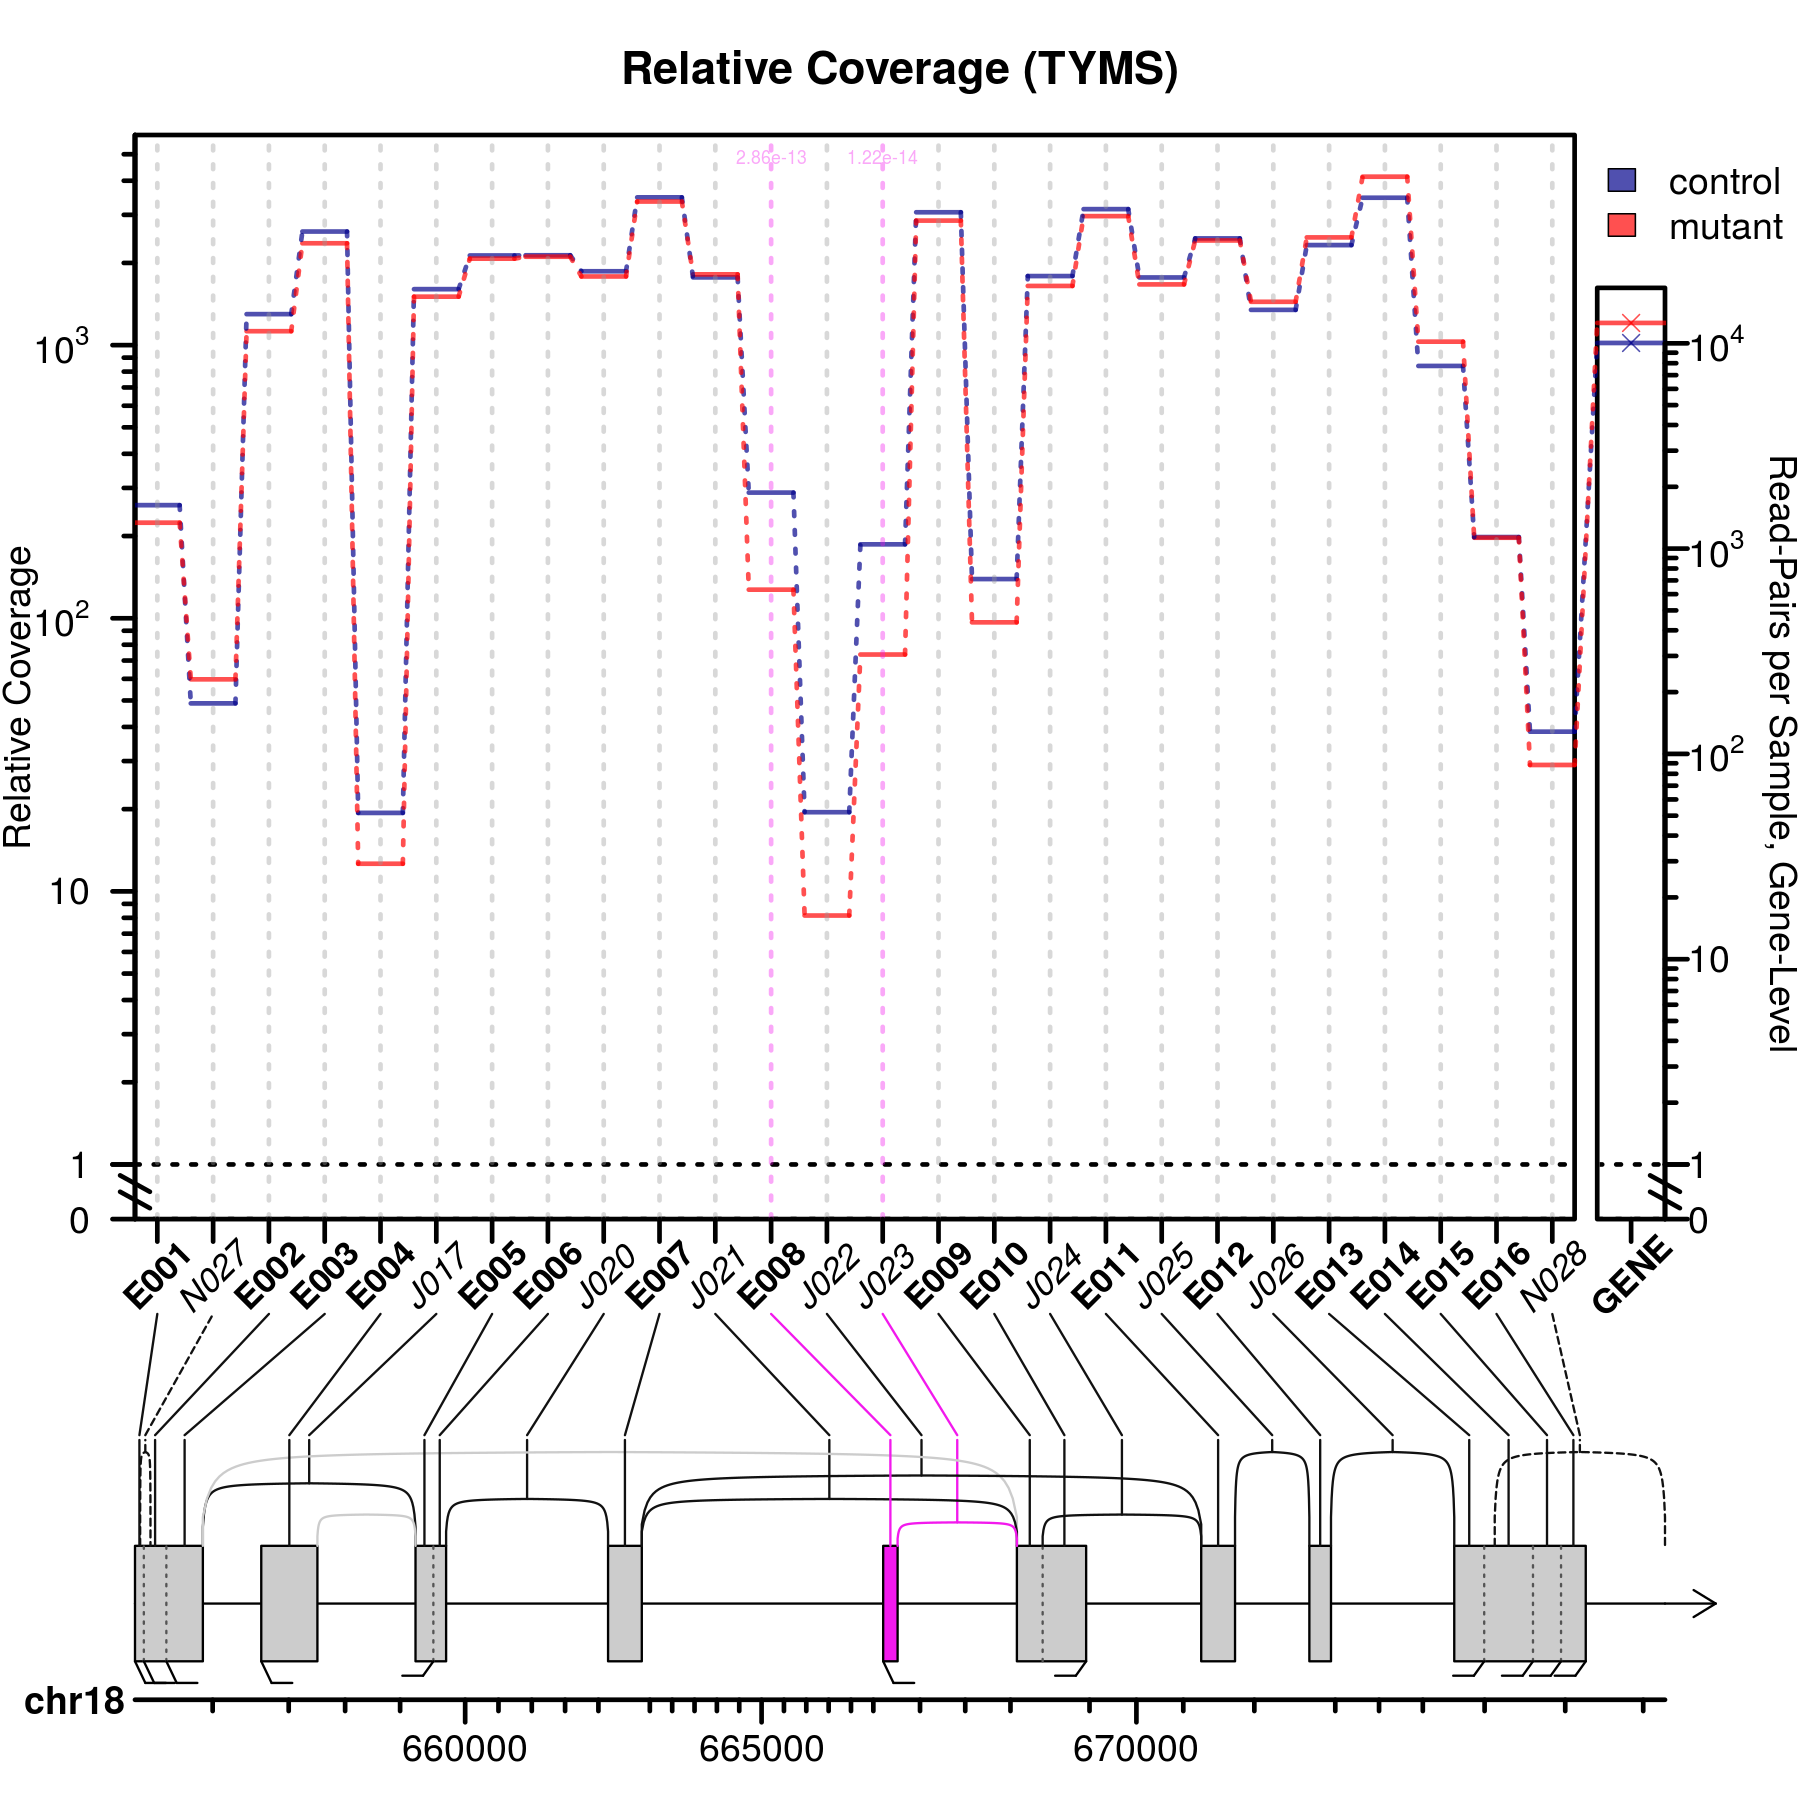 Relative Coverage (TYMS)
2.86e-13 1.22e-14
control
mutant
Relative Coverage
10³
10²
10
1
0
10⁴
10³
10²
10
1
0
Read-Pairs per Sample, Gene-Level
E001 N027 E002 E003 E004 J017 E005 E006 J020 E007 J021 E008 J022 J023 E009 E010 J024 E011 J025 E012 J026 E013 E014 E015 E016 N028 GENE
chr18
660000 665000 670000